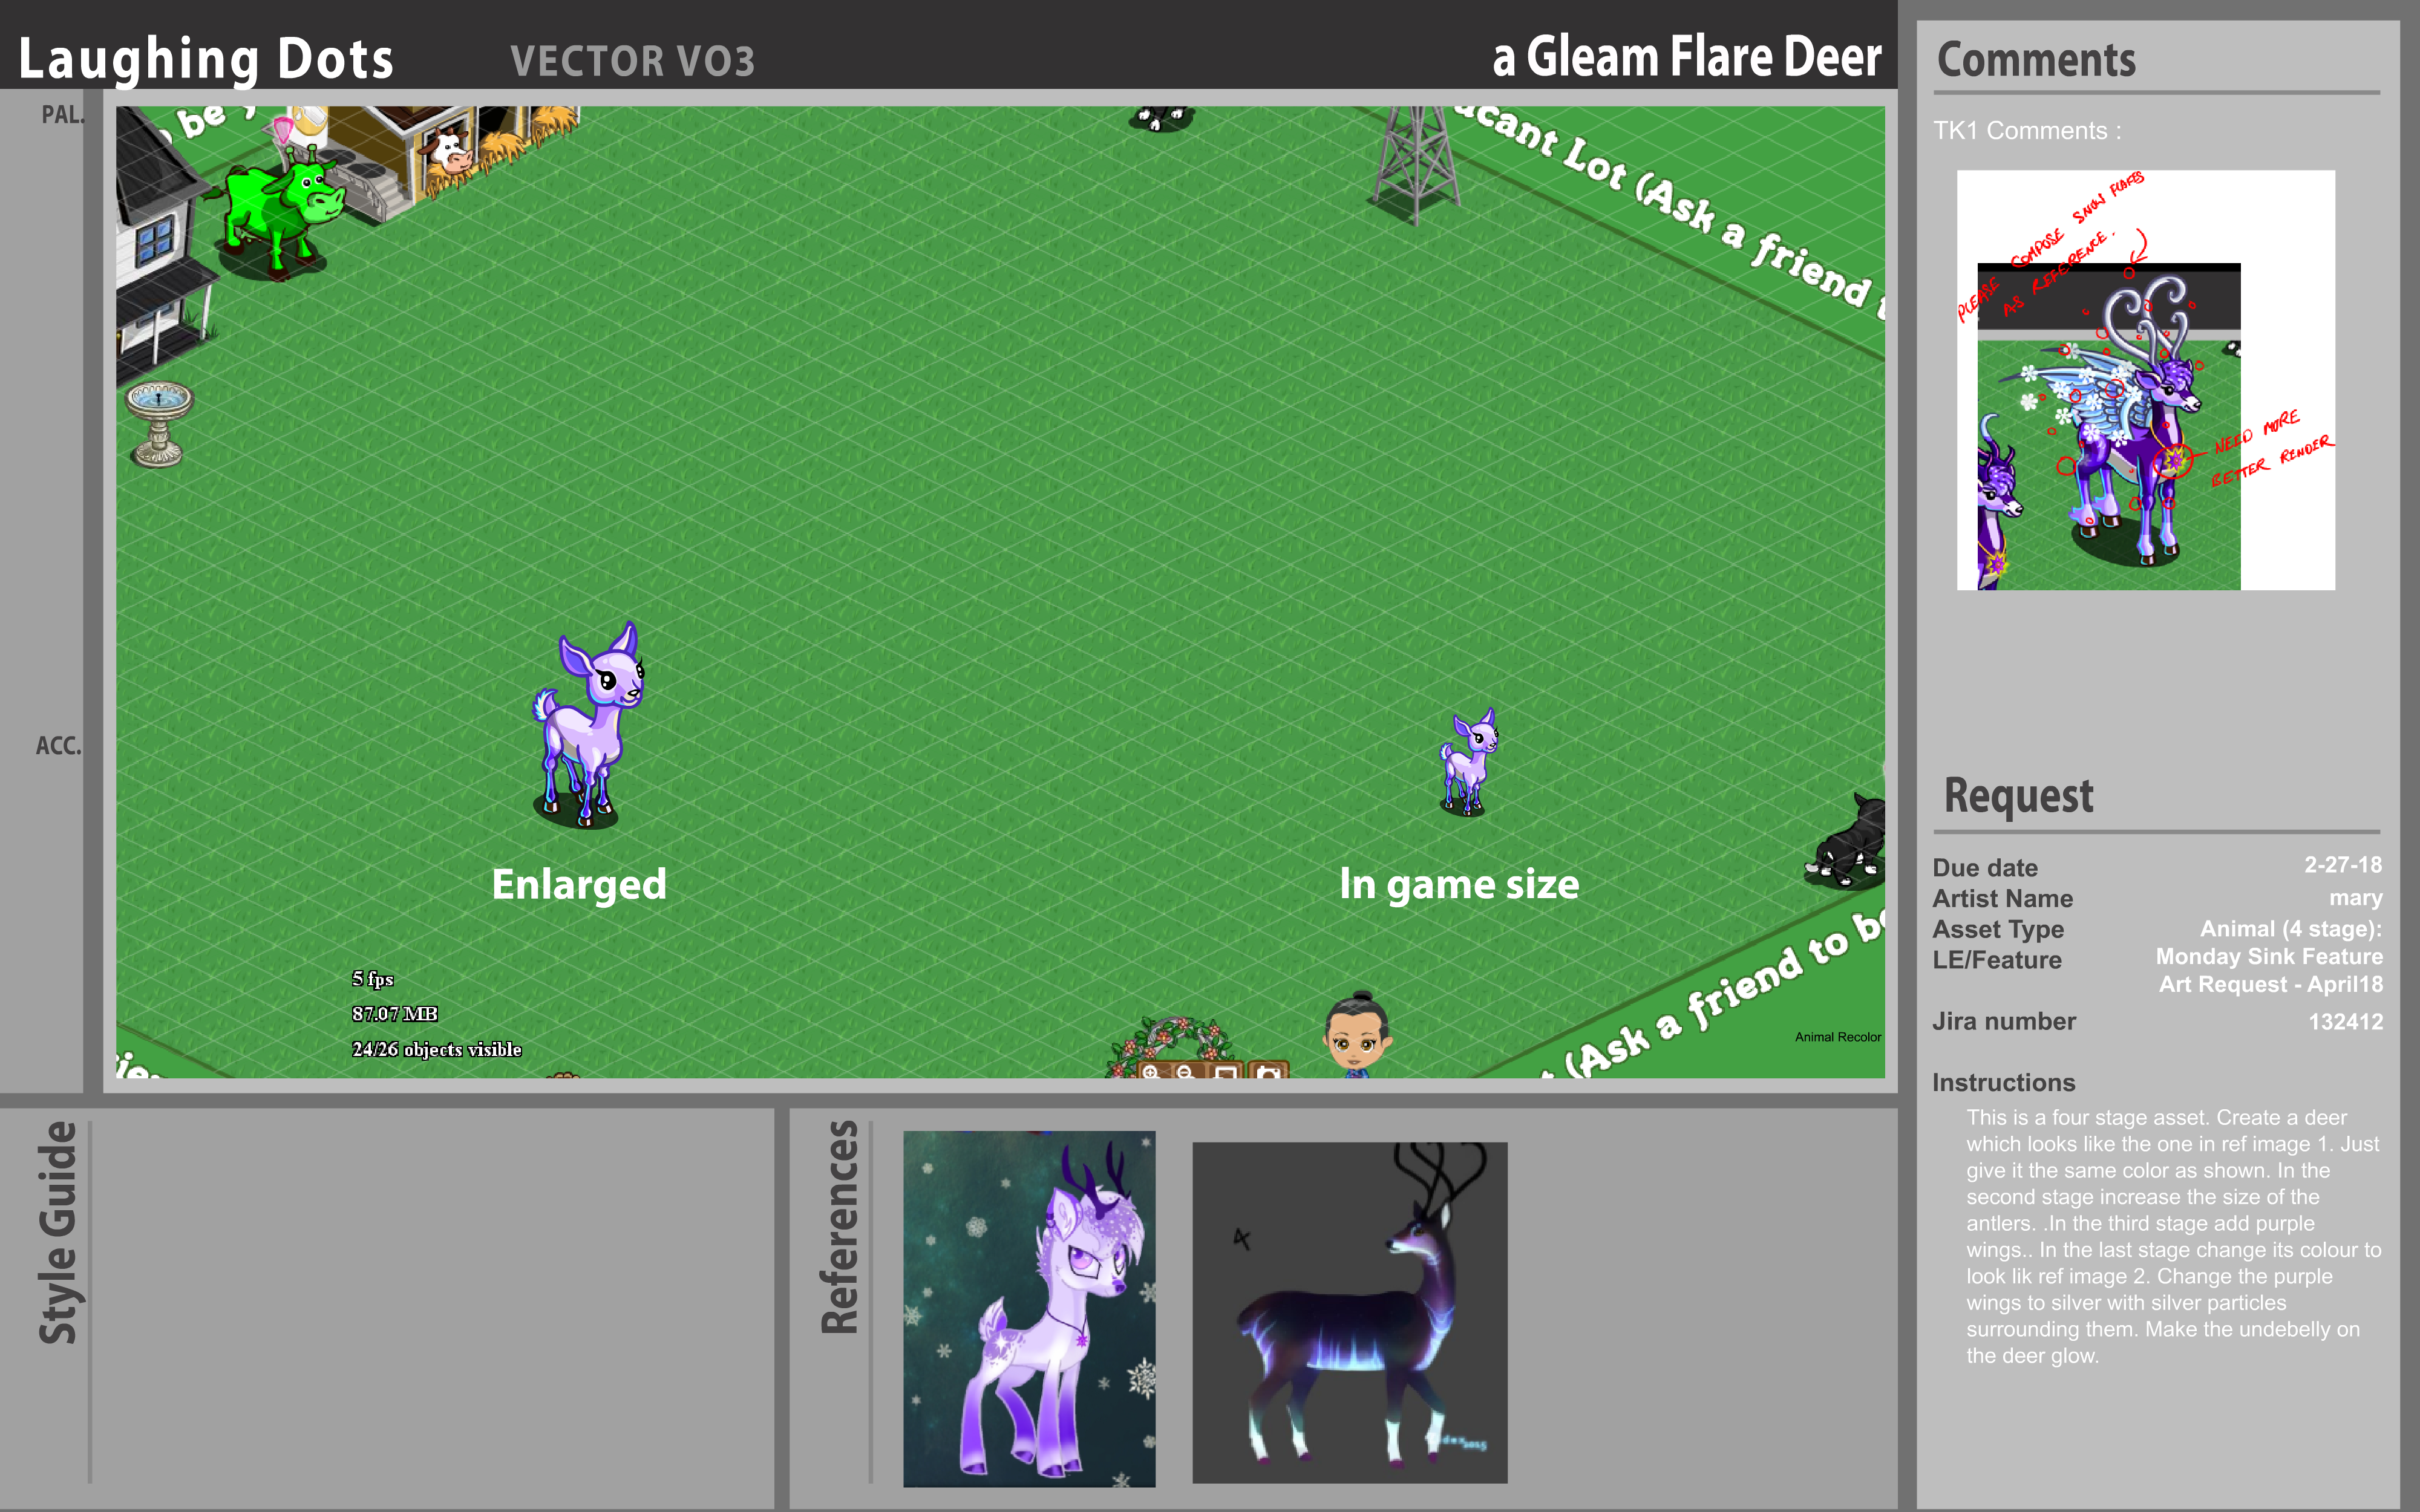 Laughing Dots
VECTOR VO3
a Gleam Flare Deer
PAL.
ACC.
be
acant Lot (Ask a friend
Enlarged
In game size
5 fps
87.07 MB
24/26 objects visible
(Ask a friend to b
Animal Recolor
Style Guide
References
Comments
TK1 Comments :
PLEASE COMPOSE SNOW FLAKES
AS REFERENCE.
NEED MORE
BETTER RENDER
Request
Due date 2-27-18
Artist Name mary
Asset Type Animal (4 stage):
LE/Feature Monday Sink Feature
Art Request - April18
Jira number 132412
Instructions
This is a four stage asset. Create a deer
which looks like the one in ref image 1. Just
give it the same color as shown. In the
second stage increase the size of the
antlers. .In the third stage add purple
wings.. In the last stage change its colour to
look lik ref image 2. Change the purple
wings to silver with silver particles
surrounding them. Make the undebelly on
the deer glow.